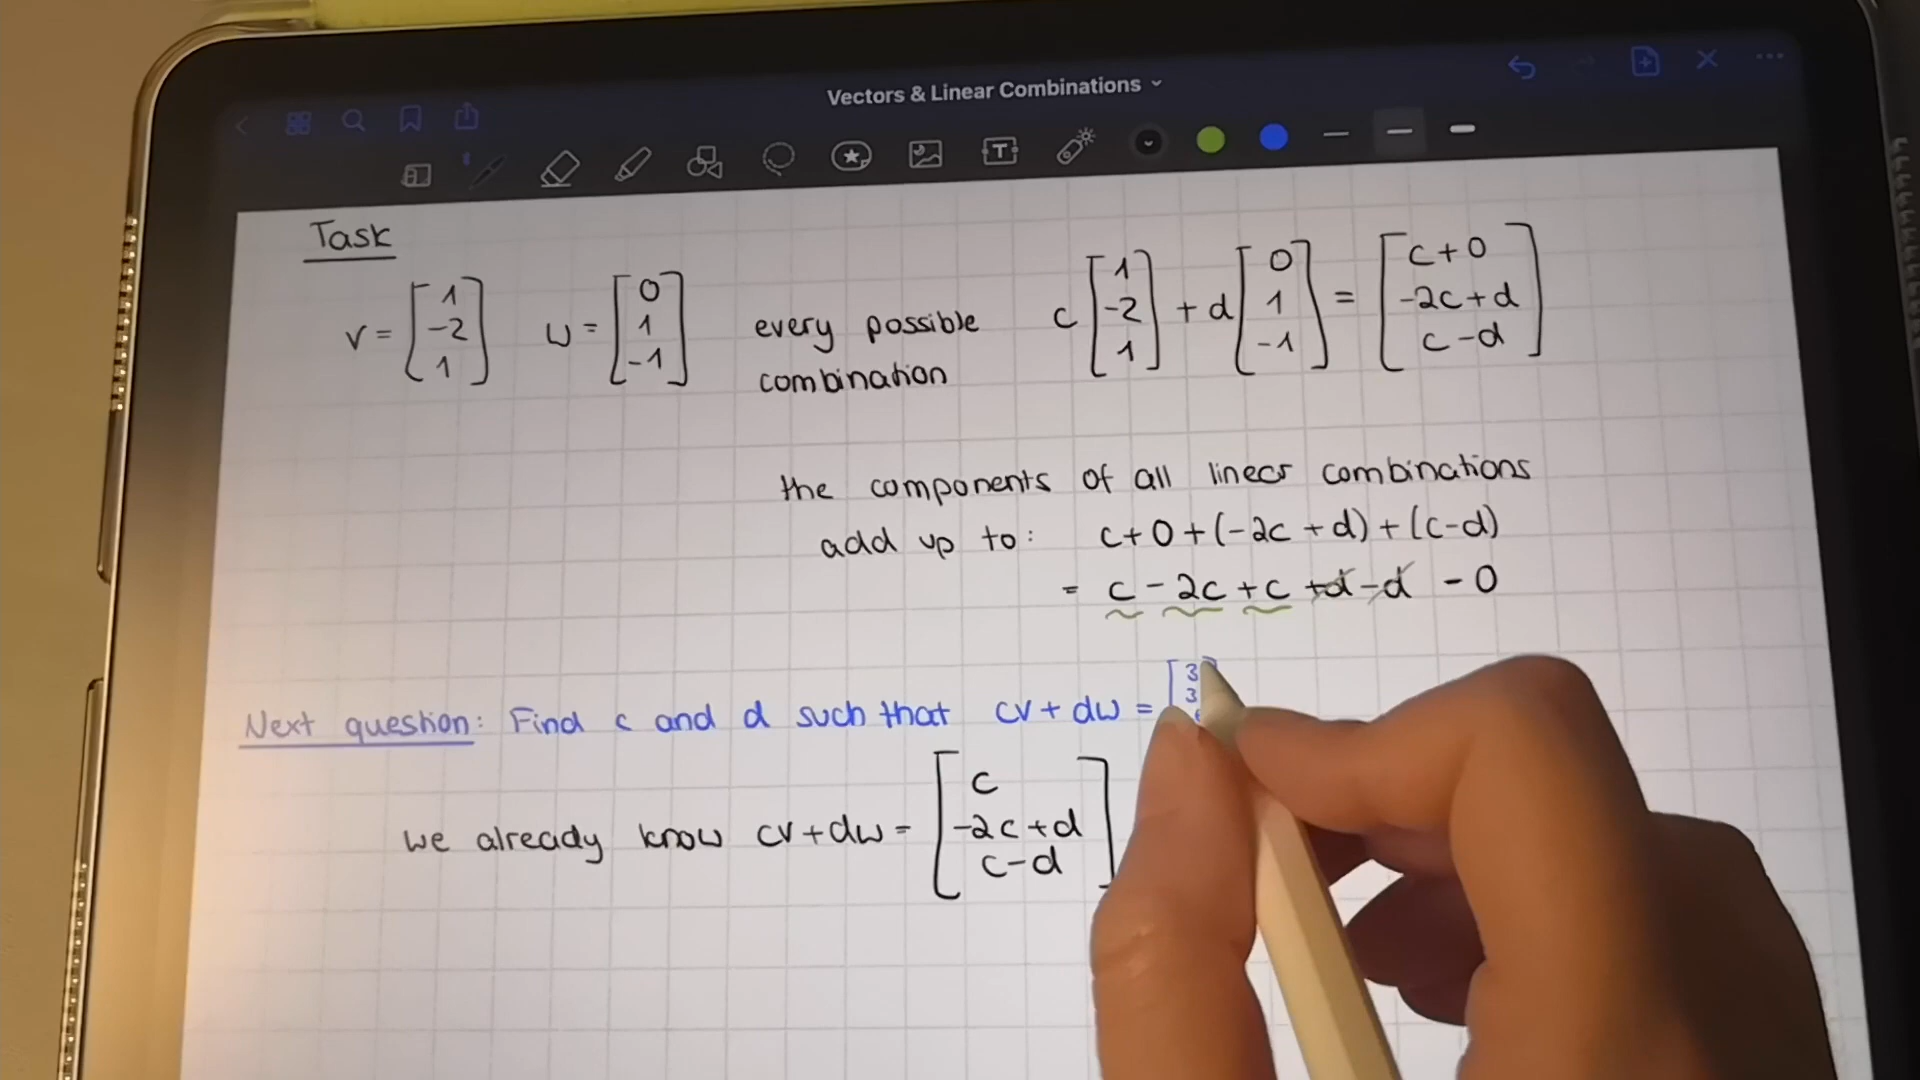 Vectors & Linear Combinations
T
Task
v = [1 -2 1] w = [0 1 -1] every possible combination c [1 -2 1] + d [0 1 -1] = [c+0 -2c+d c-d]
the components of all linear combinations
add up to: c+0+(-2c+d)+(c-d)
= c - 2c + c + d - d - 0
Next question: Find c and d such that cv + dw = [3 3
we already know cv + dw = [c -2c+d c-d]